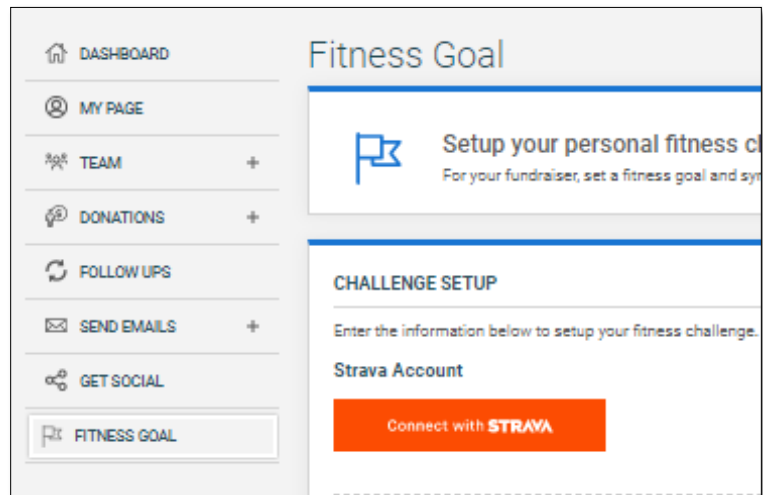 DASHBOARD
MY PAGE
TEAM +
DONATIONS +
FOLLOW UPS
SEND EMAILS +
GET SOCIAL
FITNESS GOAL
Fitness Goal
Setup your personal fitness
For your fundraiser, set a fitness goal and
CHALLENGE SETUP
Enter the information below to setup your fitness challenge.
Strava Account
Connect with STRAVA